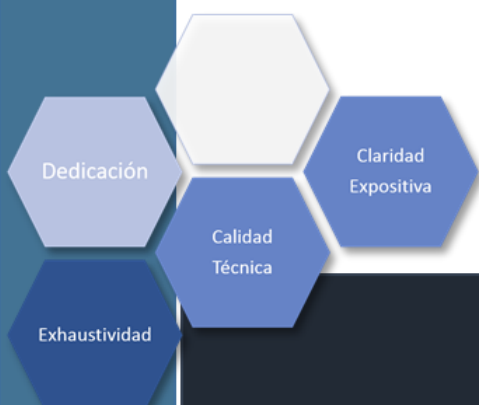 Dedicación
Claridad
Expositiva
Calidad
Técnica
Exhaustividad